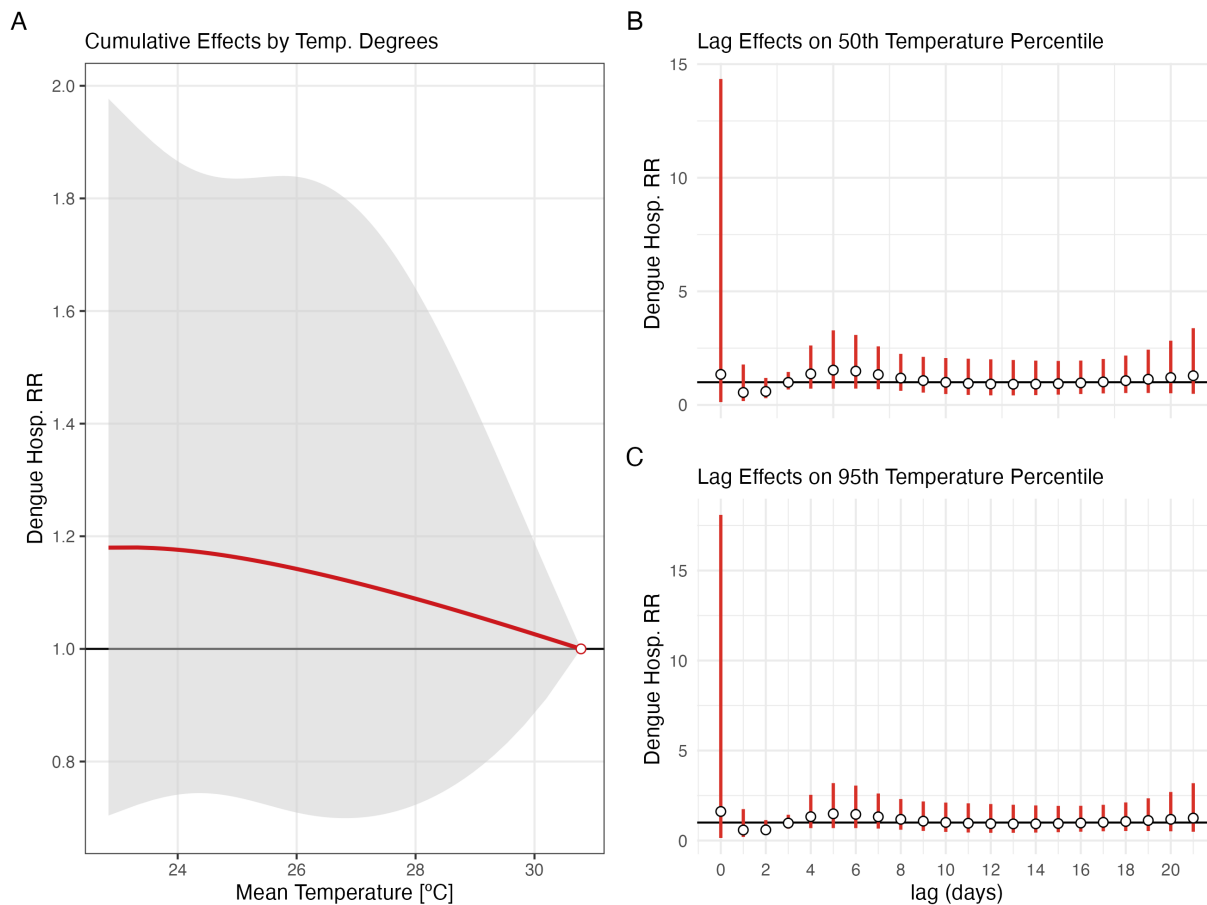 A
Cumulative Effects by Temp. Degrees
2.0
1.8
1.6
1.4
1.2
1.0
0.8
Dengue Hosp. RR
24 26 28 30
Mean Temperature [ºC]
B
Lag Effects on 50th Temperature Percentile
15
10
5
0
Dengue Hosp. RR
C
Lag Effects on 95th Temperature Percentile
15
10
5
0
Dengue Hosp. RR
0 2 4 6 8 10 12 14 16 18 20
lag (days)